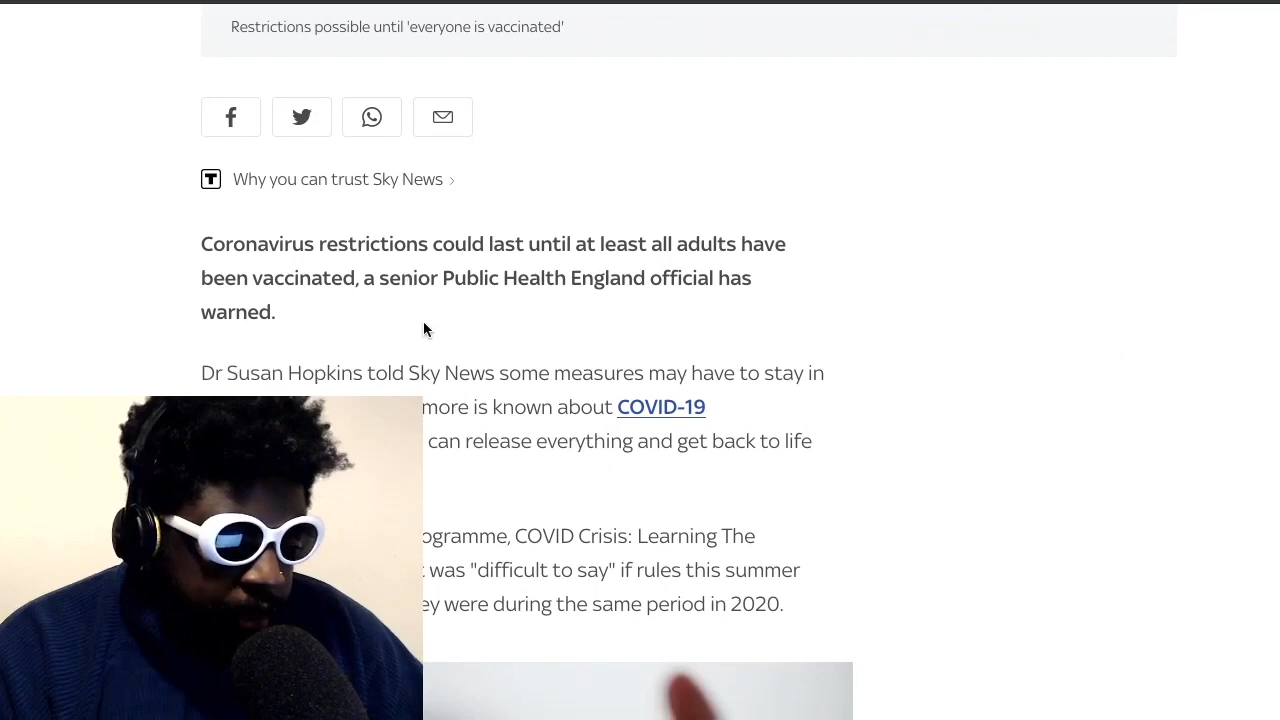 Restrictions possible until 'everyone is vaccinated'
Why you can trust Sky News
Coronavirus restrictions could last until at least all adults have
been vaccinated, a senior Public Health England official has
warned.
Dr Susan Hopkins told Sky News some measures may have to stay in
more is known about COVID-19
can release everything and get back to life
ogramme, COVID Crisis: Learning The
was "difficult to say" if rules this summer
ey were during the same period in 2020.